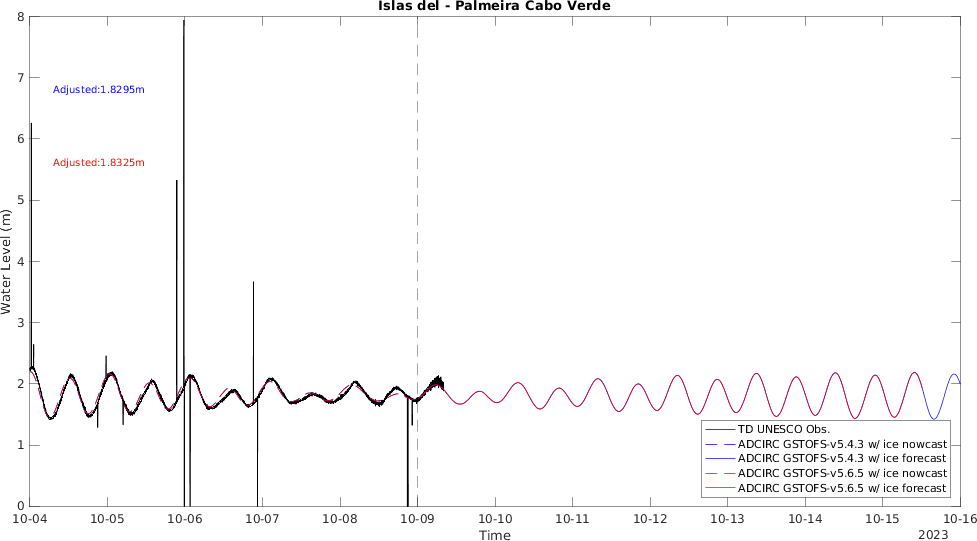 Islas del - Palmeira Cabo Verde
8
7
6
5
4
3
2
1
0
Water Level (m)
Adjusted:1.8295m
Adjusted:1.8325m
TD UNESCO Obs.
ADCIRC GSTOFS-v5.4.3 w/ ice nowcast
ADCIRC GSTOFS-v5.4.3 w/ ice forecast
ADCIRC GSTOFS-v5.6.5 w/ ice nowcast
ADCIRC GSTOFS-v5.6.5 w/ ice forecast
10-04 10-05 10-06 10-07 10-08 10-09 10-10 10-11 10-12 10-13 10-14 10-15 10-16
Time
2023